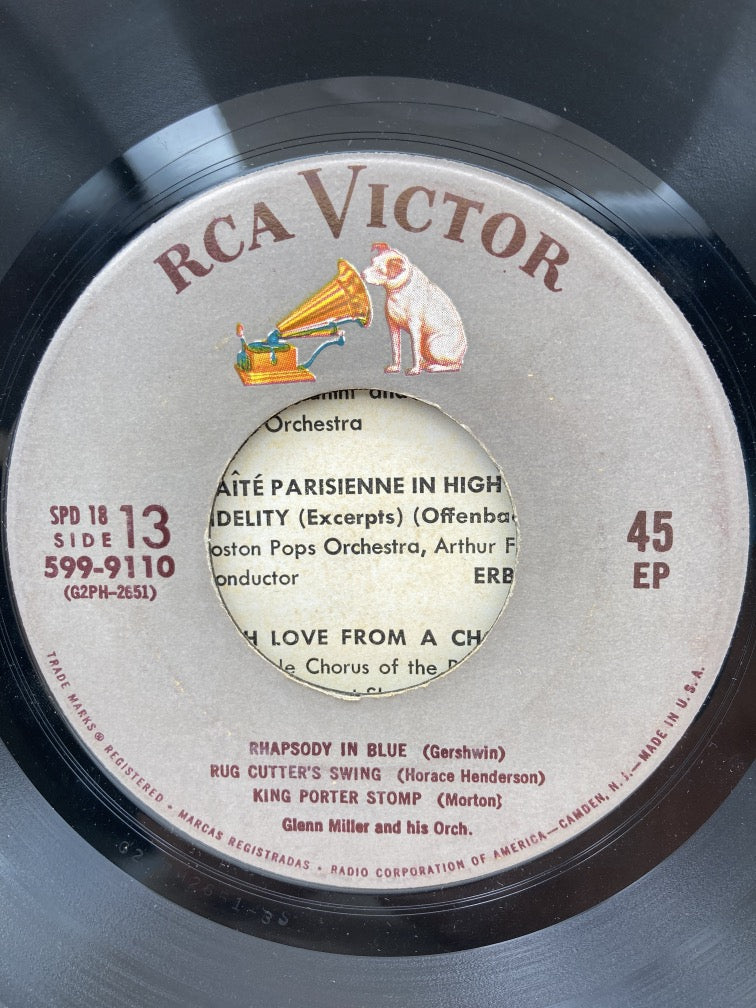 RCA VICTOR
Orchestra
AÎTÉ PARISIENNE IN HIGH
DELITY (Excerpts) (Offenba
oston Pops Orchestra, Arthur F
onductor ERB
LOVE FROM A CH
le Chorus of the
SPD 18
SIDE 13
599-9110
(G2PH-2651)
45
EP
RHAPSODY IN BLUE (Gershwin)
RUG CUTTER'S SWING (Horace Henderson)
KING PORTER STOMP (Morton)
Glenn Miller and his Orch.
TRADE MARKS ® REGISTERED • MARCAS REGISTRADAS • RADIO CORPORATION OF AMERICA—CAMDEN, N. J.—MADE IN U. S. A.